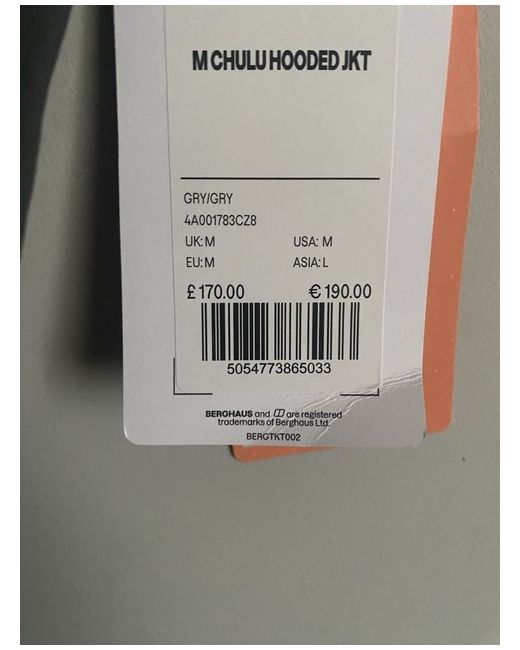 M CHULU HOODED JKT
GRY/GRY
4A001783CZ8
UK: M USA: M
EU: M ASIA: L
£ 170.00 € 190.00
5054773865033
BERGHAUS and are registered
trademarks of Berghaus Ltd.
BERGTKT002